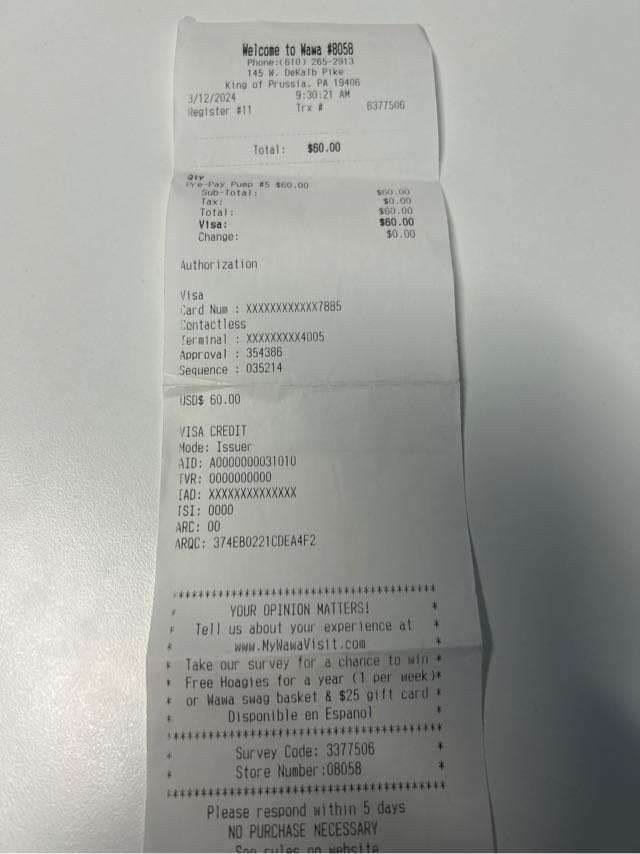 Welcome to Wawa #8058
Phone:(610) 265-2913
145 W. DeKalb Pike
King of Prussia, PA 19406
3/12/2024 9:30:21 AM
Register #11 Trx # 6377506
Total: $60.00
Qty
Pre-Pay Pump #5 $60.00
Sub-Total: $60.00
Tax: $0.00
Total: $60.00
Visa: $60.00
Change: $0.00
Authorization
Visa
Card Num : XXXXXXXXXXXX7885
Contactless
Terminal : XXXXXXXXX4005
Approval : 354386
Sequence : 035214
USD$ 60.00
VISA CREDIT
Mode: Issuer
AID: A0000000031010
TVR: 0000000000
IAD: XXXXXXXXXXXXXX
TSI: 0000
ARC: 00
ARQC: 374EB0221CDEA4F2
****************************************
* YOUR OPINION MATTERS! *
* Tell us about your experience at *
* www.MyWawaVisit.com *
* Take our survey for a chance to win *
* Free Hoagies for a year (1 per week)*
* or Wawa swag basket & $25 gift card *
* Disponible en Espanol *
****************************************
* Survey Code: 3377506 *
* Store Number:08058 *
****************************************
Please respond within 5 days
NO PURCHASE NECESSARY
See rules on website